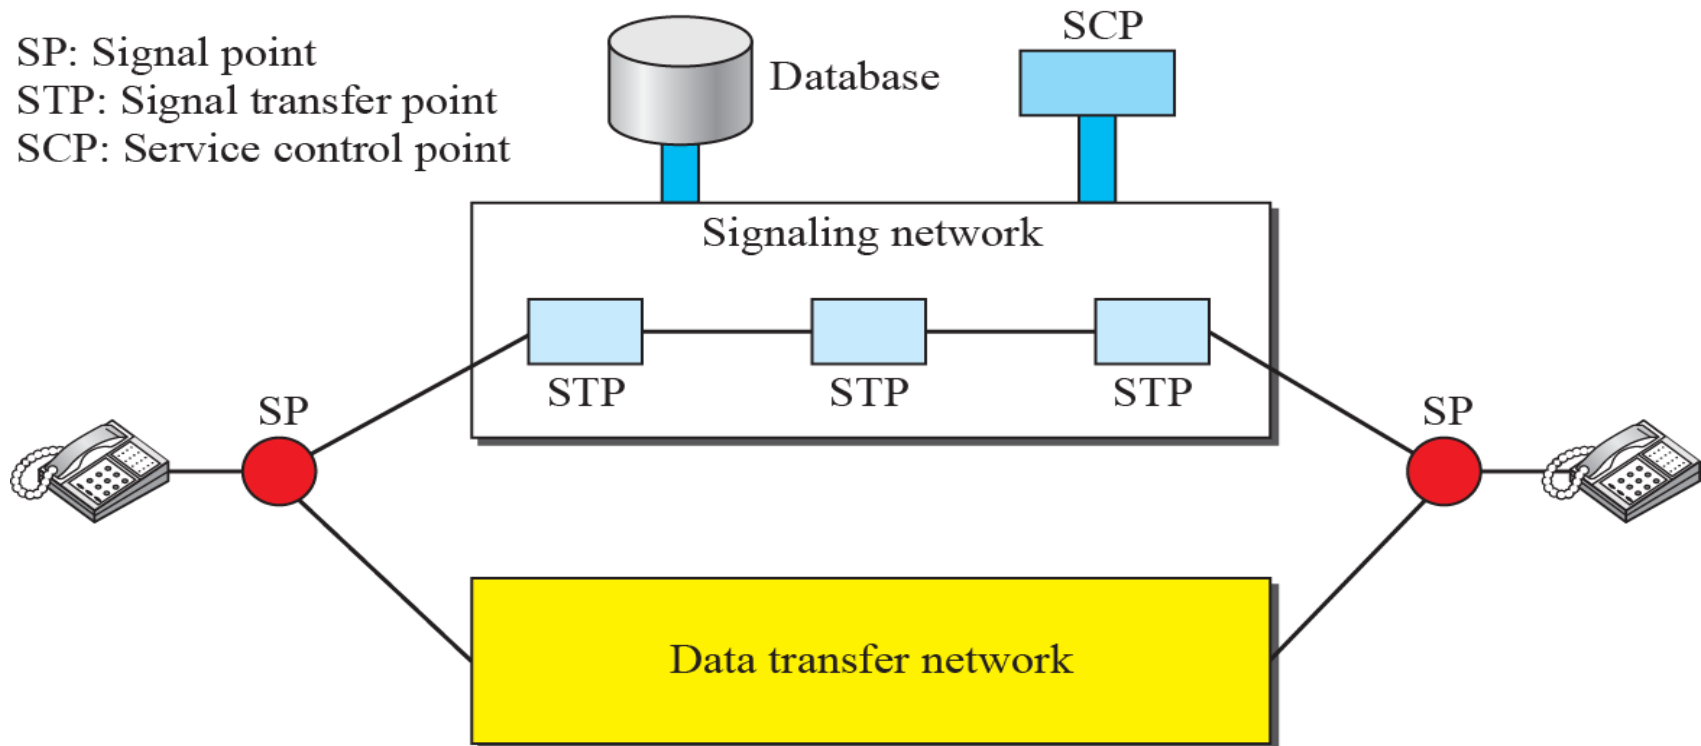 SP: Signal point
STP: Signal transfer point
SCP: Service control point
Database
SCP
Signaling network
STP
STP
STP
SP
SP
Data transfer network